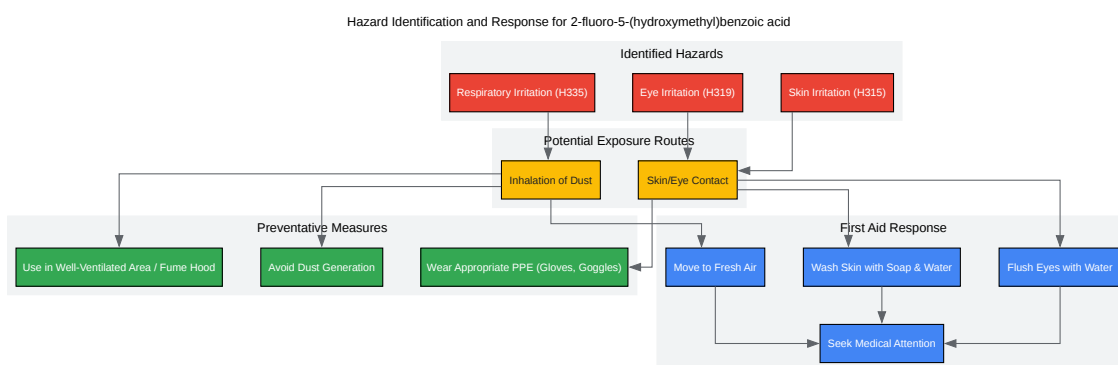 Hazard Identification and Response for 2-fluoro-5-(hydroxymethyl)benzoic acid
Identified Hazards
Respiratory Irritation (H335)
Eye Irritation (H319)
Skin Irritation (H315)
Potential Exposure Routes
Inhalation of Dust
Skin/Eye Contact
Preventative Measures
Use in Well-Ventilated Area / Fume Hood
Avoid Dust Generation
Wear Appropriate PPE (Gloves, Goggles)
First Aid Response
Move to Fresh Air
Wash Skin with Soap & Water
Flush Eyes with Water
Seek Medical Attention